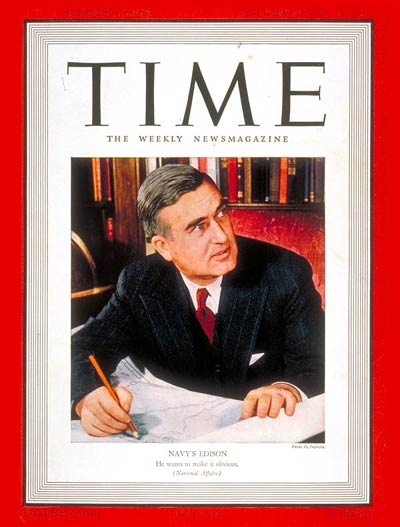 TIME
THE WEEKLY NEWSMAGAZINE
NAVY'S EDISON
He wants to make it obvious.
(National Affairs)